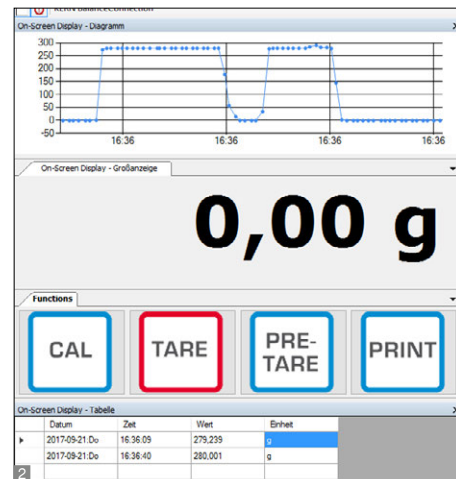 KERN BalanceConnection
On-Screen Display - Diagramm
300
250
200
150
100
50
0
-50
16:36 16:36 16:36 16:36
On-Screen Display - Großanzeige
0,00 g
Functions
CAL TARE PRE-TARE PRINT
On-Screen Display - Tabelle
Datum Zeit Wert Einheit
2017-09-21:Do 16:36:09 279,239 g
2017-09-21:Do 16:36:40 280,001 g
2